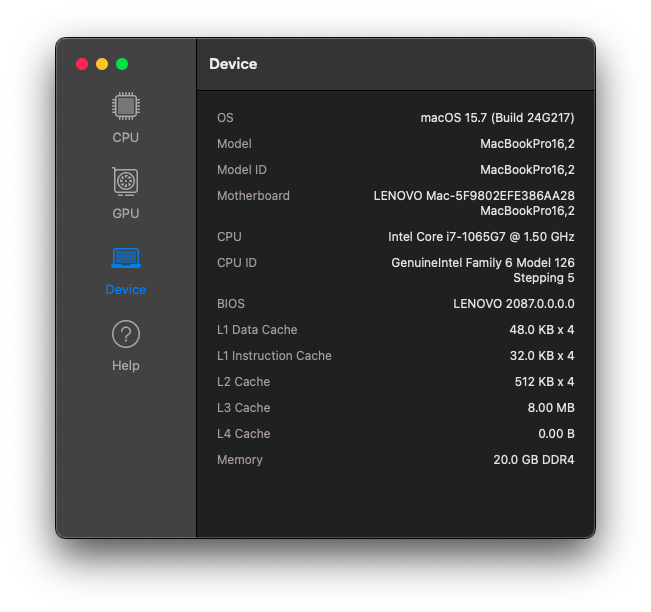 Device
CPU
GPU
Device
Help
OS macOS 15.7 (Build 24G217)
Model MacBookPro16,2
Model ID MacBookPro16,2
Motherboard LENOVO Mac-5F9802EFE386AA28
MacBookPro16,2
CPU Intel Core i7-1065G7 @ 1.50 GHz
CPU ID GenuineIntel Family 6 Model 126
Stepping 5
BIOS LENOVO 2087.0.0.0.0
L1 Data Cache 48.0 KB x 4
L1 Instruction Cache 32.0 KB x 4
L2 Cache 512 KB x 4
L3 Cache 8.00 MB
L4 Cache 0.00 B
Memory 20.0 GB DDR4